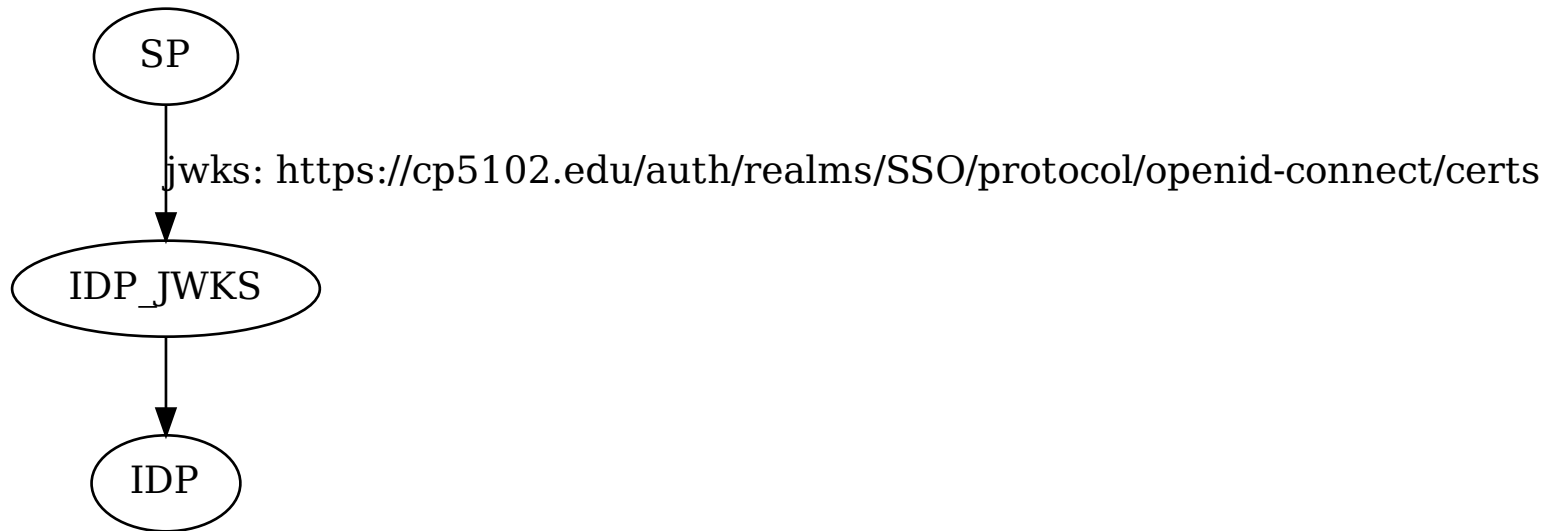 SP
jwks: https://cp5102.edu/auth/realms/SSO/protocol/openid-connect/certs
IDP_JWKS
IDP